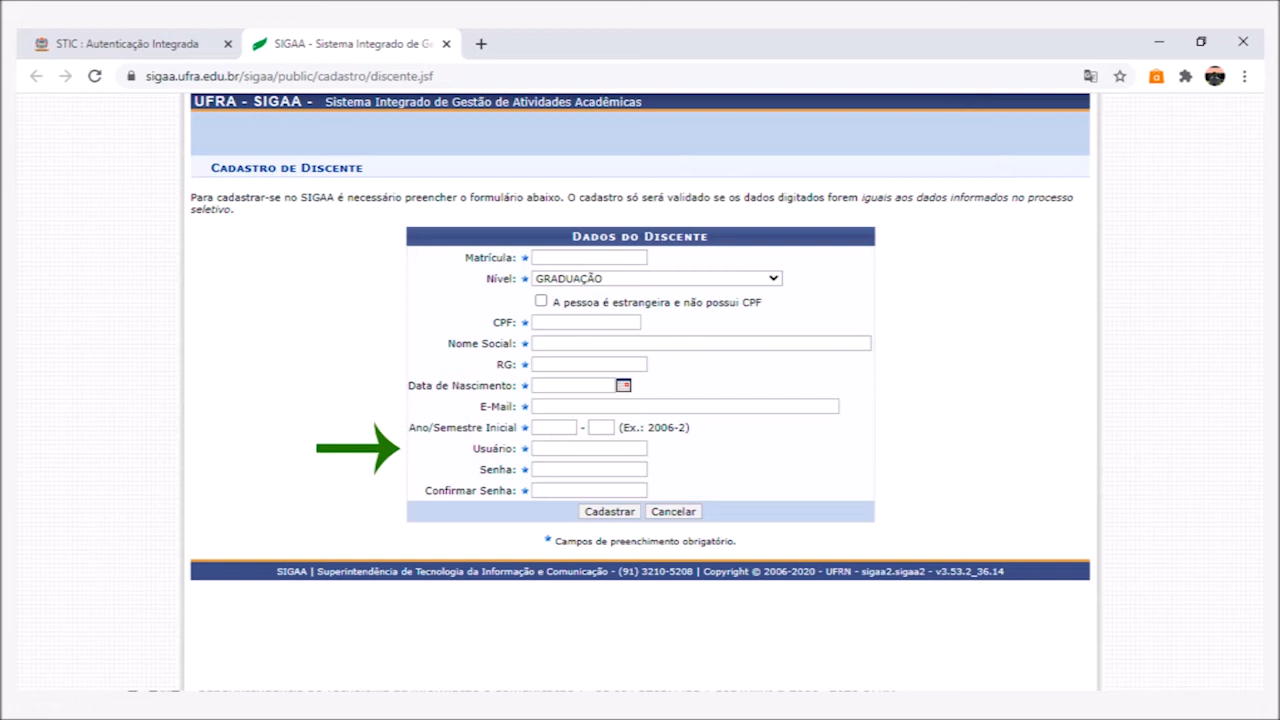 STIC : Autenticação Integrada
SIGAA - Sistema Integrado de G
sigaa.ufra.edu.br/sigaa/public/cadastro/discente.jsf
UFRA - SIGAA - Sistema Integrado de Gestão de Atividades Acadêmicas
CADASTRO DE DISCENTE
Para cadastrar-se no SIGAA é necessário preencher o formulário abaixo. O cadastro só será validado se os dados digitados forem iguais aos dados informados no processo
seletivo.
DADOS DO DISCENTE
Matrícula:
Nível: GRADUAÇÃO
A pessoa é estrangeira e não possui CPF
CPF:
Nome Social:
RG:
Data de Nascimento:
E-Mail:
Ano/Semestre Inicial - (Ex.: 2006-2)
Usuário:
Senha:
Confirmar Senha:
Cadastrar Cancelar
Campos de preenchimento obrigatório.
SIGAA | Superintendência de Tecnologia da Informação e Comunicação - (91) 3210-5208 | Copyright © 2006-2020 - UFRN - sigaa2.sigaa2 - v3.53.2_36.14